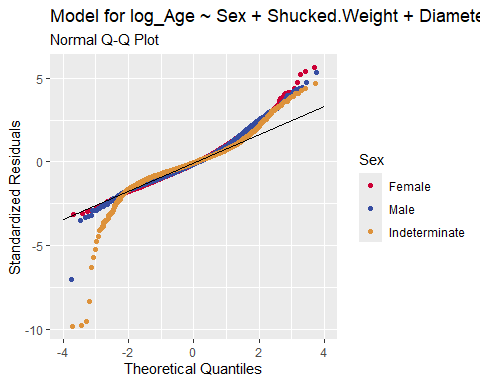 Model for log_Age ~ Sex + Shucked.Weight + Diamete
Normal Q-Q Plot
5
0
-5
-10
Standardized Residuals
-4
-2
0
2
4
Theoretical Quantiles
Sex
Female
Male
Indeterminate